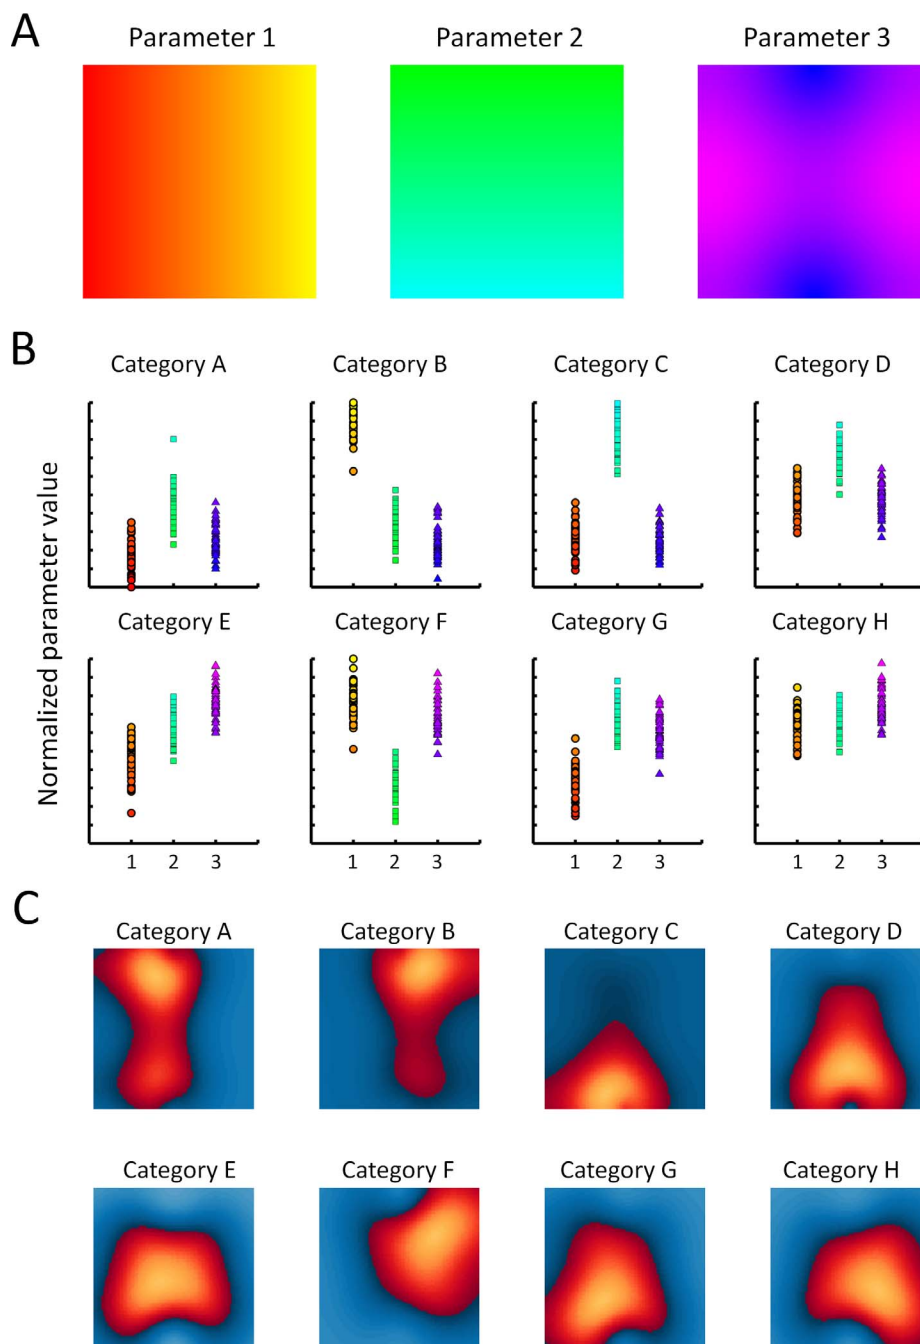 A
Parameter 1 Parameter 2 Parameter 3
B
Category A Category B Category C Category D
Normalized parameter value
Category E Category F Category G Category H
1 2 3 1 2 3 1 2 3 1 2 3
C
Category A Category B Category C Category D
Category E Category F Category G Category H